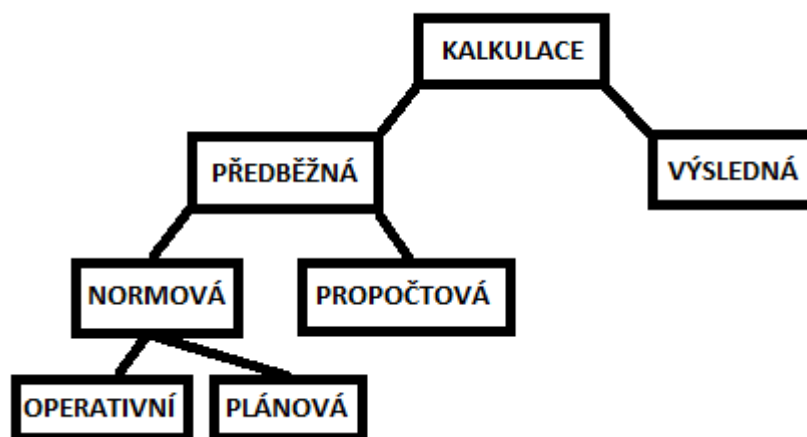 KALKULACE
PŘEDBĚŽNÁ
VÝSLEDNÁ
NORMOVÁ
PROPOČTOVÁ
OPERATIVNÍ
PLÁNOVÁ